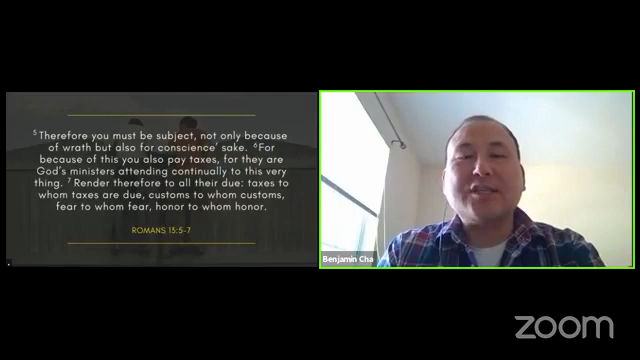 5 Therefore you must be subject, not only because
of wrath but also for conscience' sake. 6 For
because of this you also pay taxes, for they are
God's ministers attending continually to this very
thing. 7 Render therefore to all their due: taxes to
whom taxes are due, customs to whom customs,
fear to whom fear, honor to whom honor.
ROMANS 13:5-7
Benjamin Cha
zoom